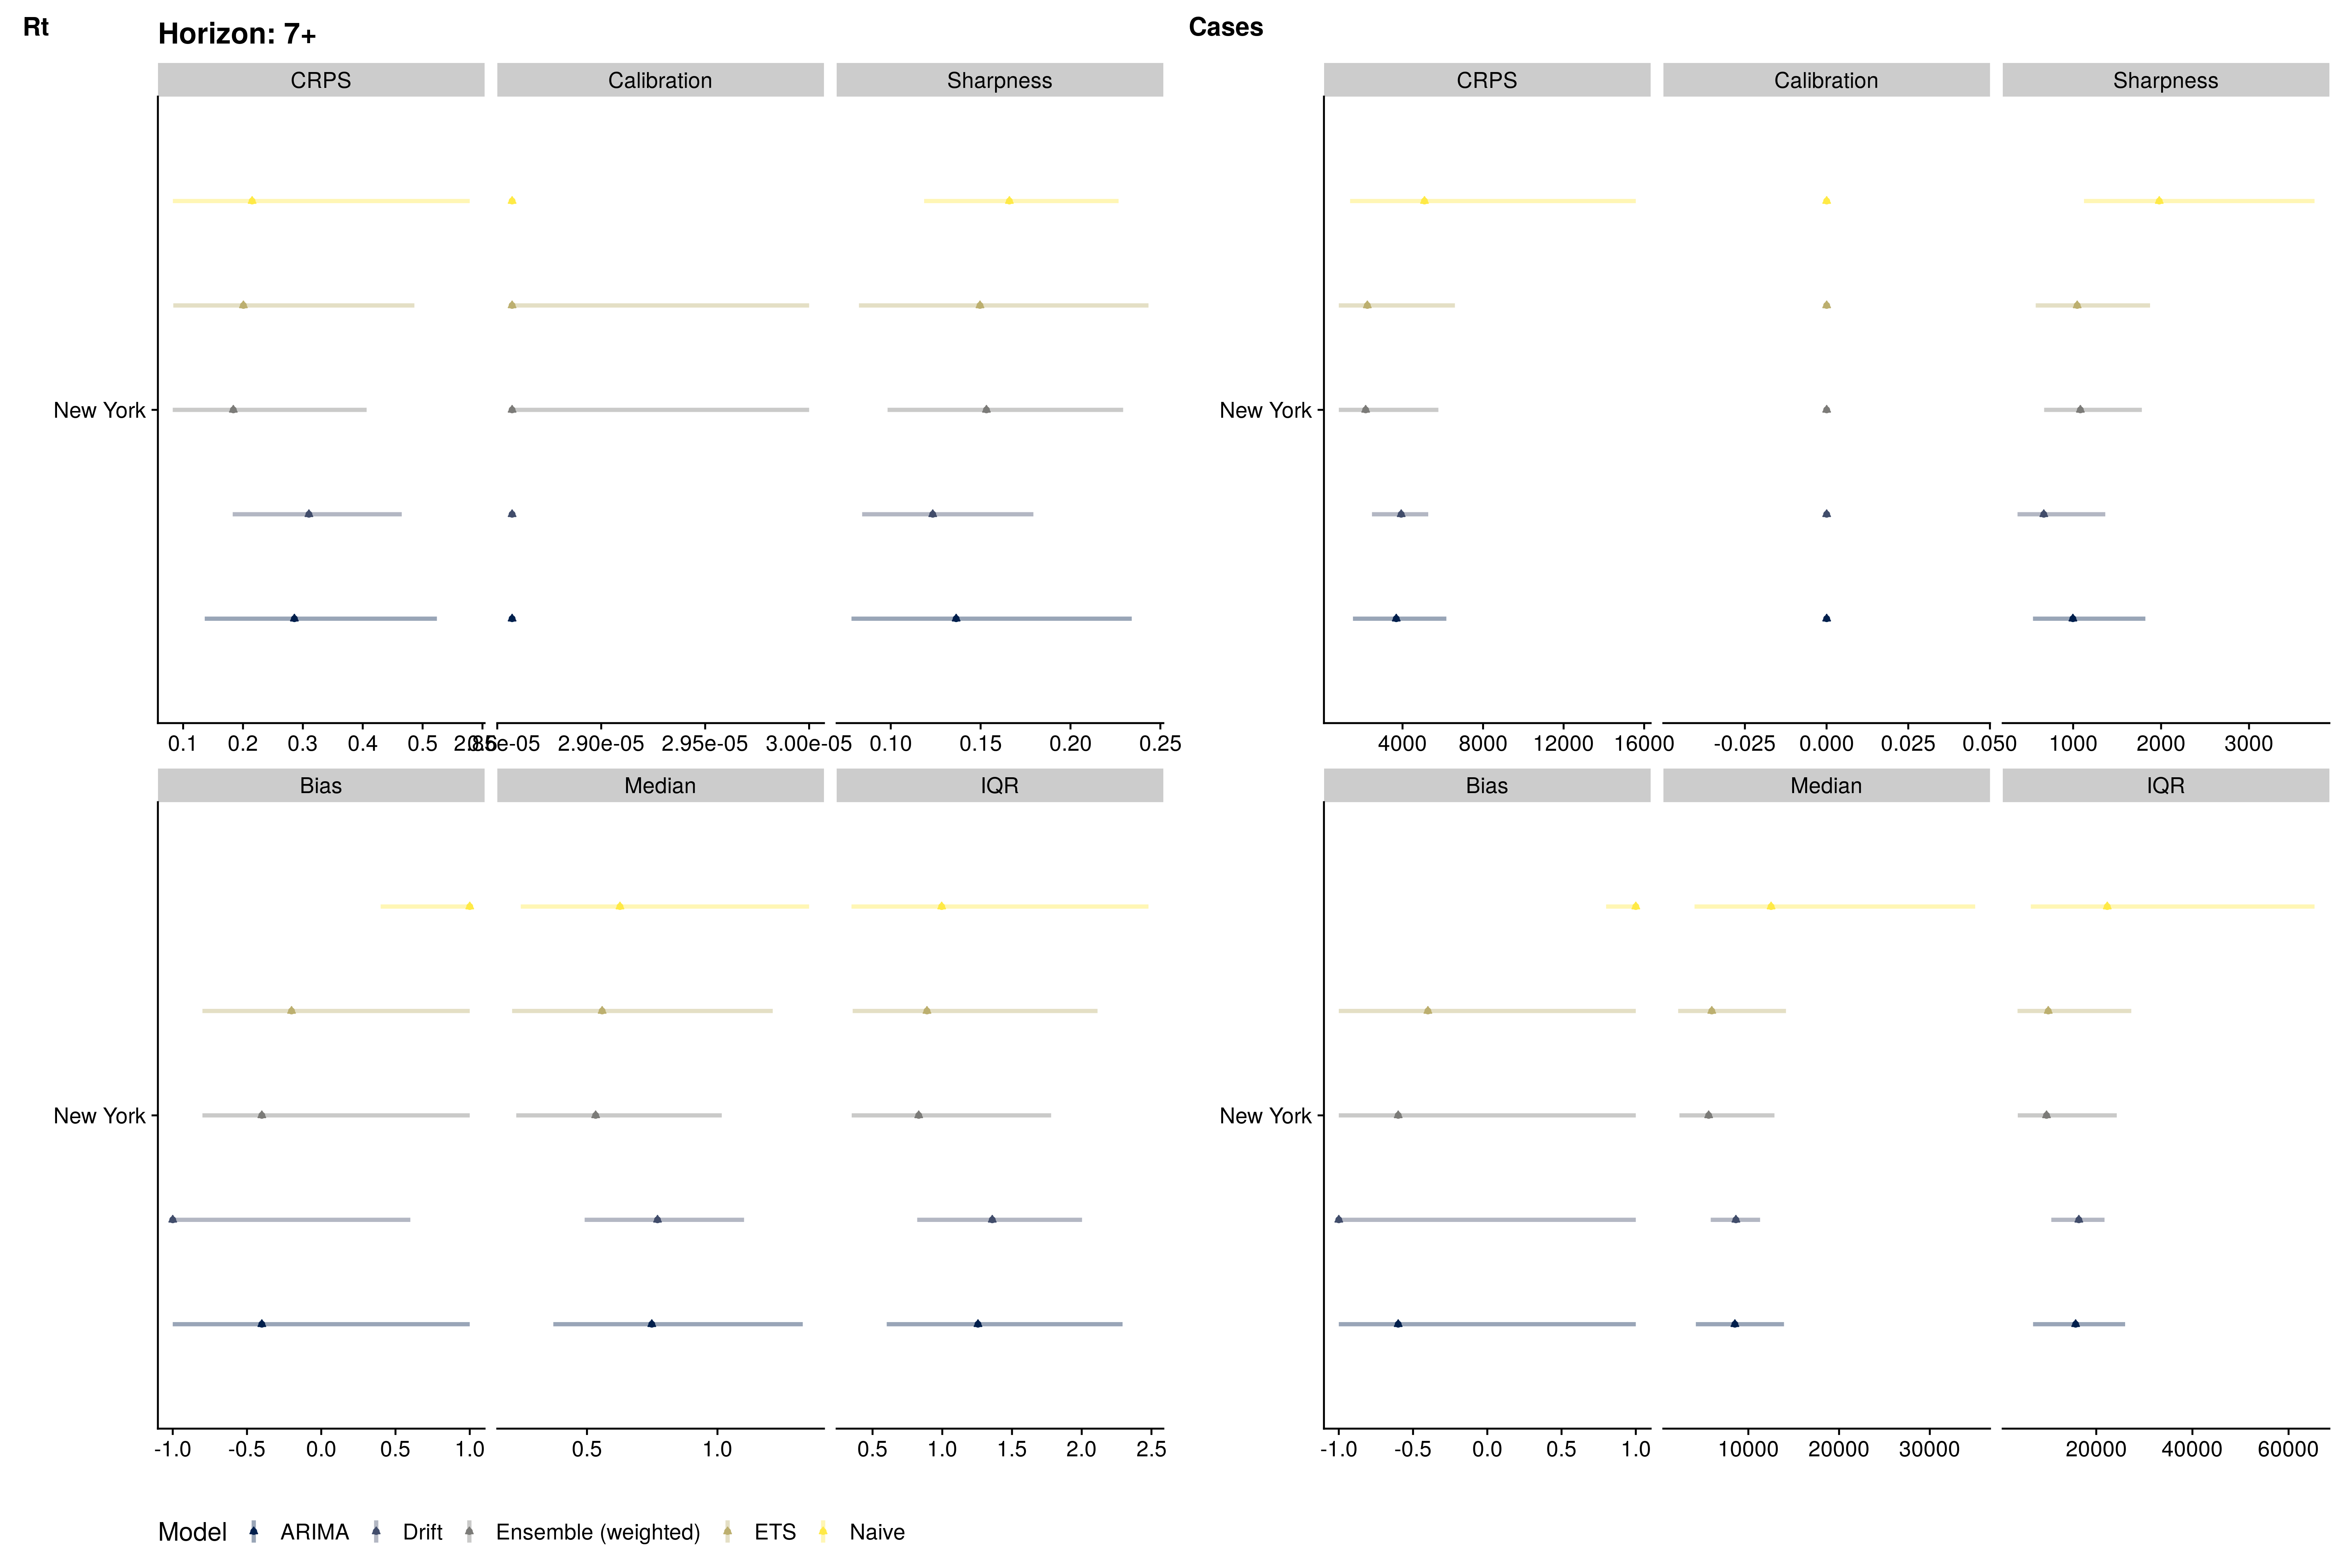 Rt
Horizon: 7+
Cases
CRPS Calibration Sharpness
CRPS Calibration Sharpness
New York
New York
0.1 0.2 0.3 0.4 0.5 2.90e-05 2.95e-05 3.00e-05 0.10 0.15 0.20 0.25
4000 8000 12000 16000 -0.025 0.000 0.025 0.050 1000 2000 3000
Bias Median IQR
Bias Median IQR
New York
New York
-1.0 -0.5 0.0 0.5 1.0 0.5 1.0 0.5 1.0 1.5 2.0 2.5
-1.0 -0.5 0.0 0.5 1.0 10000 20000 30000 20000 40000 60000
Model ARIMA Drift Ensemble (weighted) ETS Naive